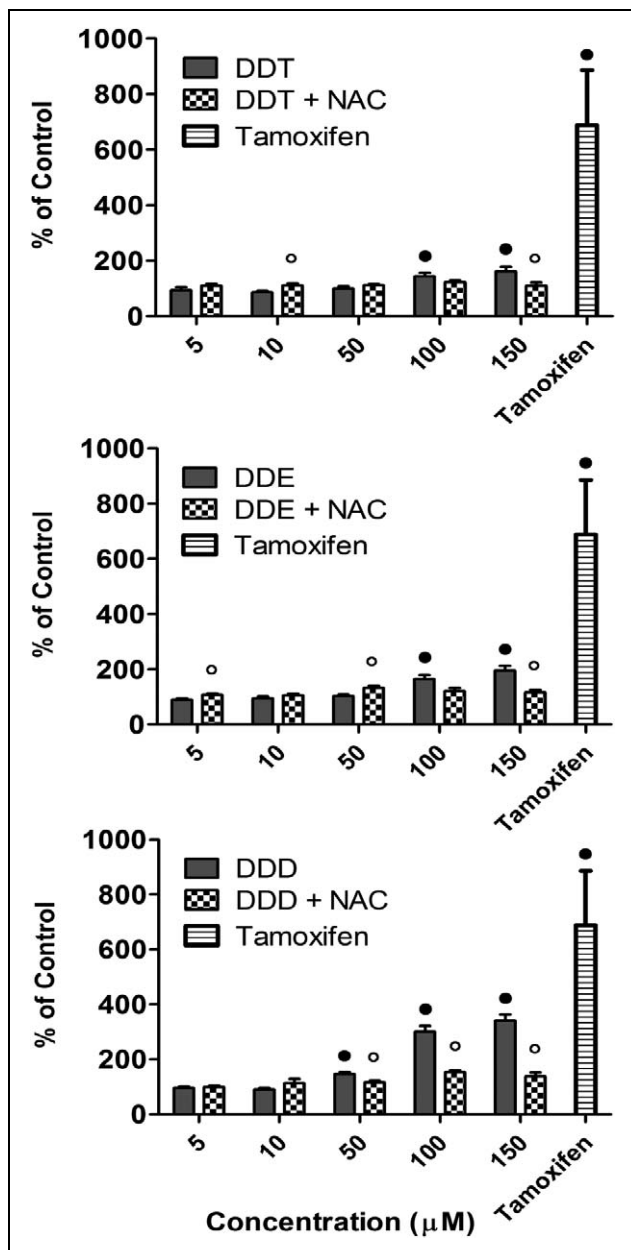 % of Control
1000
800
600
400
200
0
DDT
DDT + NAC
Tamoxifen
5
10
50
100
150
Tamoxifen
% of Control
1000
800
600
400
200
0
DDE
DDE + NAC
Tamoxifen
5
10
50
100
150
Tamoxifen
% of Control
1000
800
600
400
200
0
DDD
DDD + NAC
Tamoxifen
5
10
50
100
150
Tamoxifen
Concentration (μM)